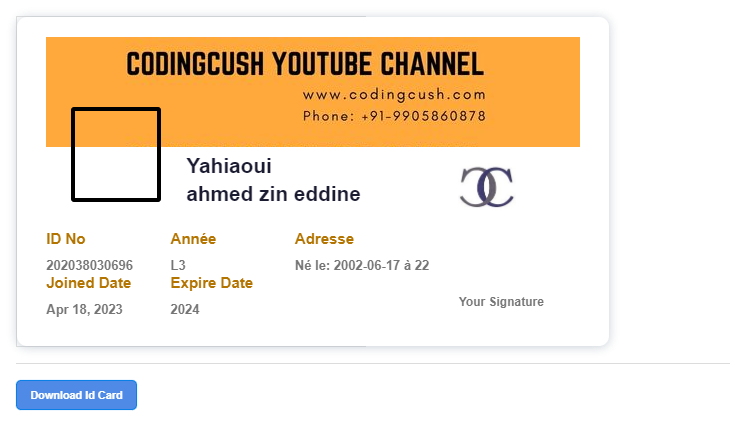 CODINGCUSH YOUTUBE CHANNEL
www.codingcush.com
Phone: +91-9905860878
Yahiaoui
ahmed zin eddine
ID No Année Adresse
202038030696 L3 Né le: 2002-06-17 à 22
Joined Date Expire Date
Apr 18, 2023 2024
Your Signature
Download Id Card